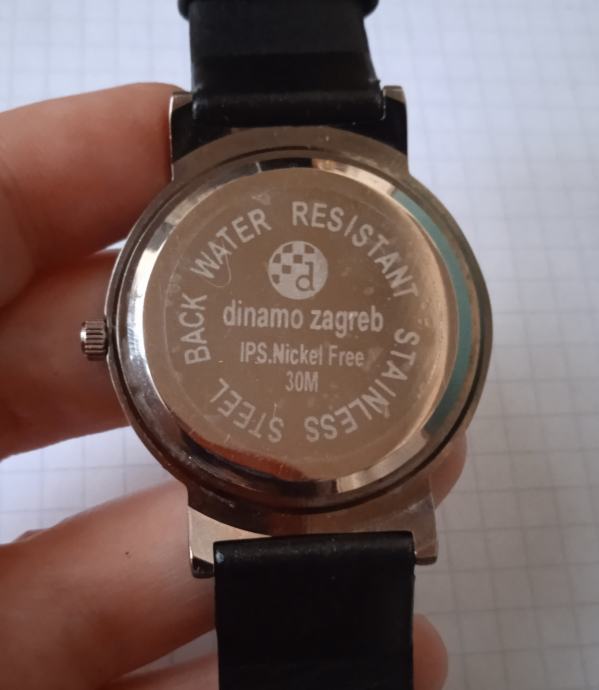 WATER RESISTANT STAINLESS STEEL BACK
d
dinamo zagreb
IPS.Nickel Free
30M